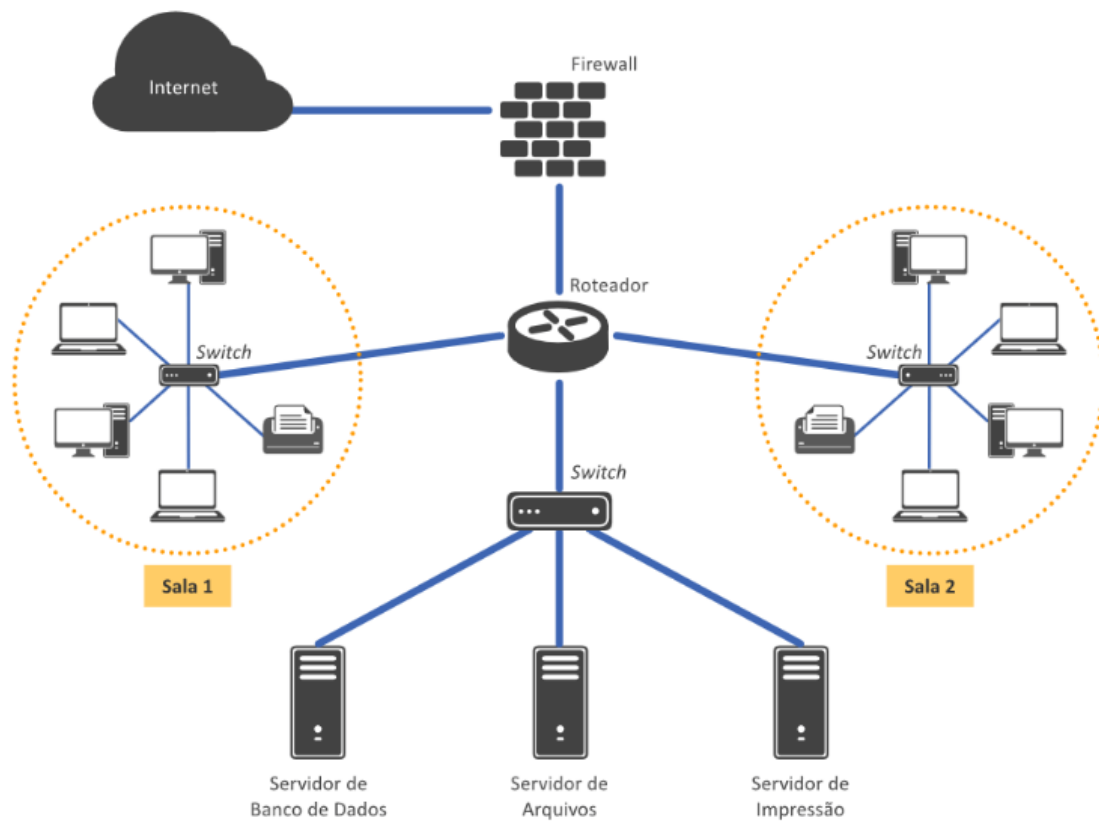 Firewall
Internet
Roteador
Switch
Switch
Switch
Sala 1
Sala 2
Servidor de
Banco de Dados
Servidor de
Arquivos
Servidor de
Impressão